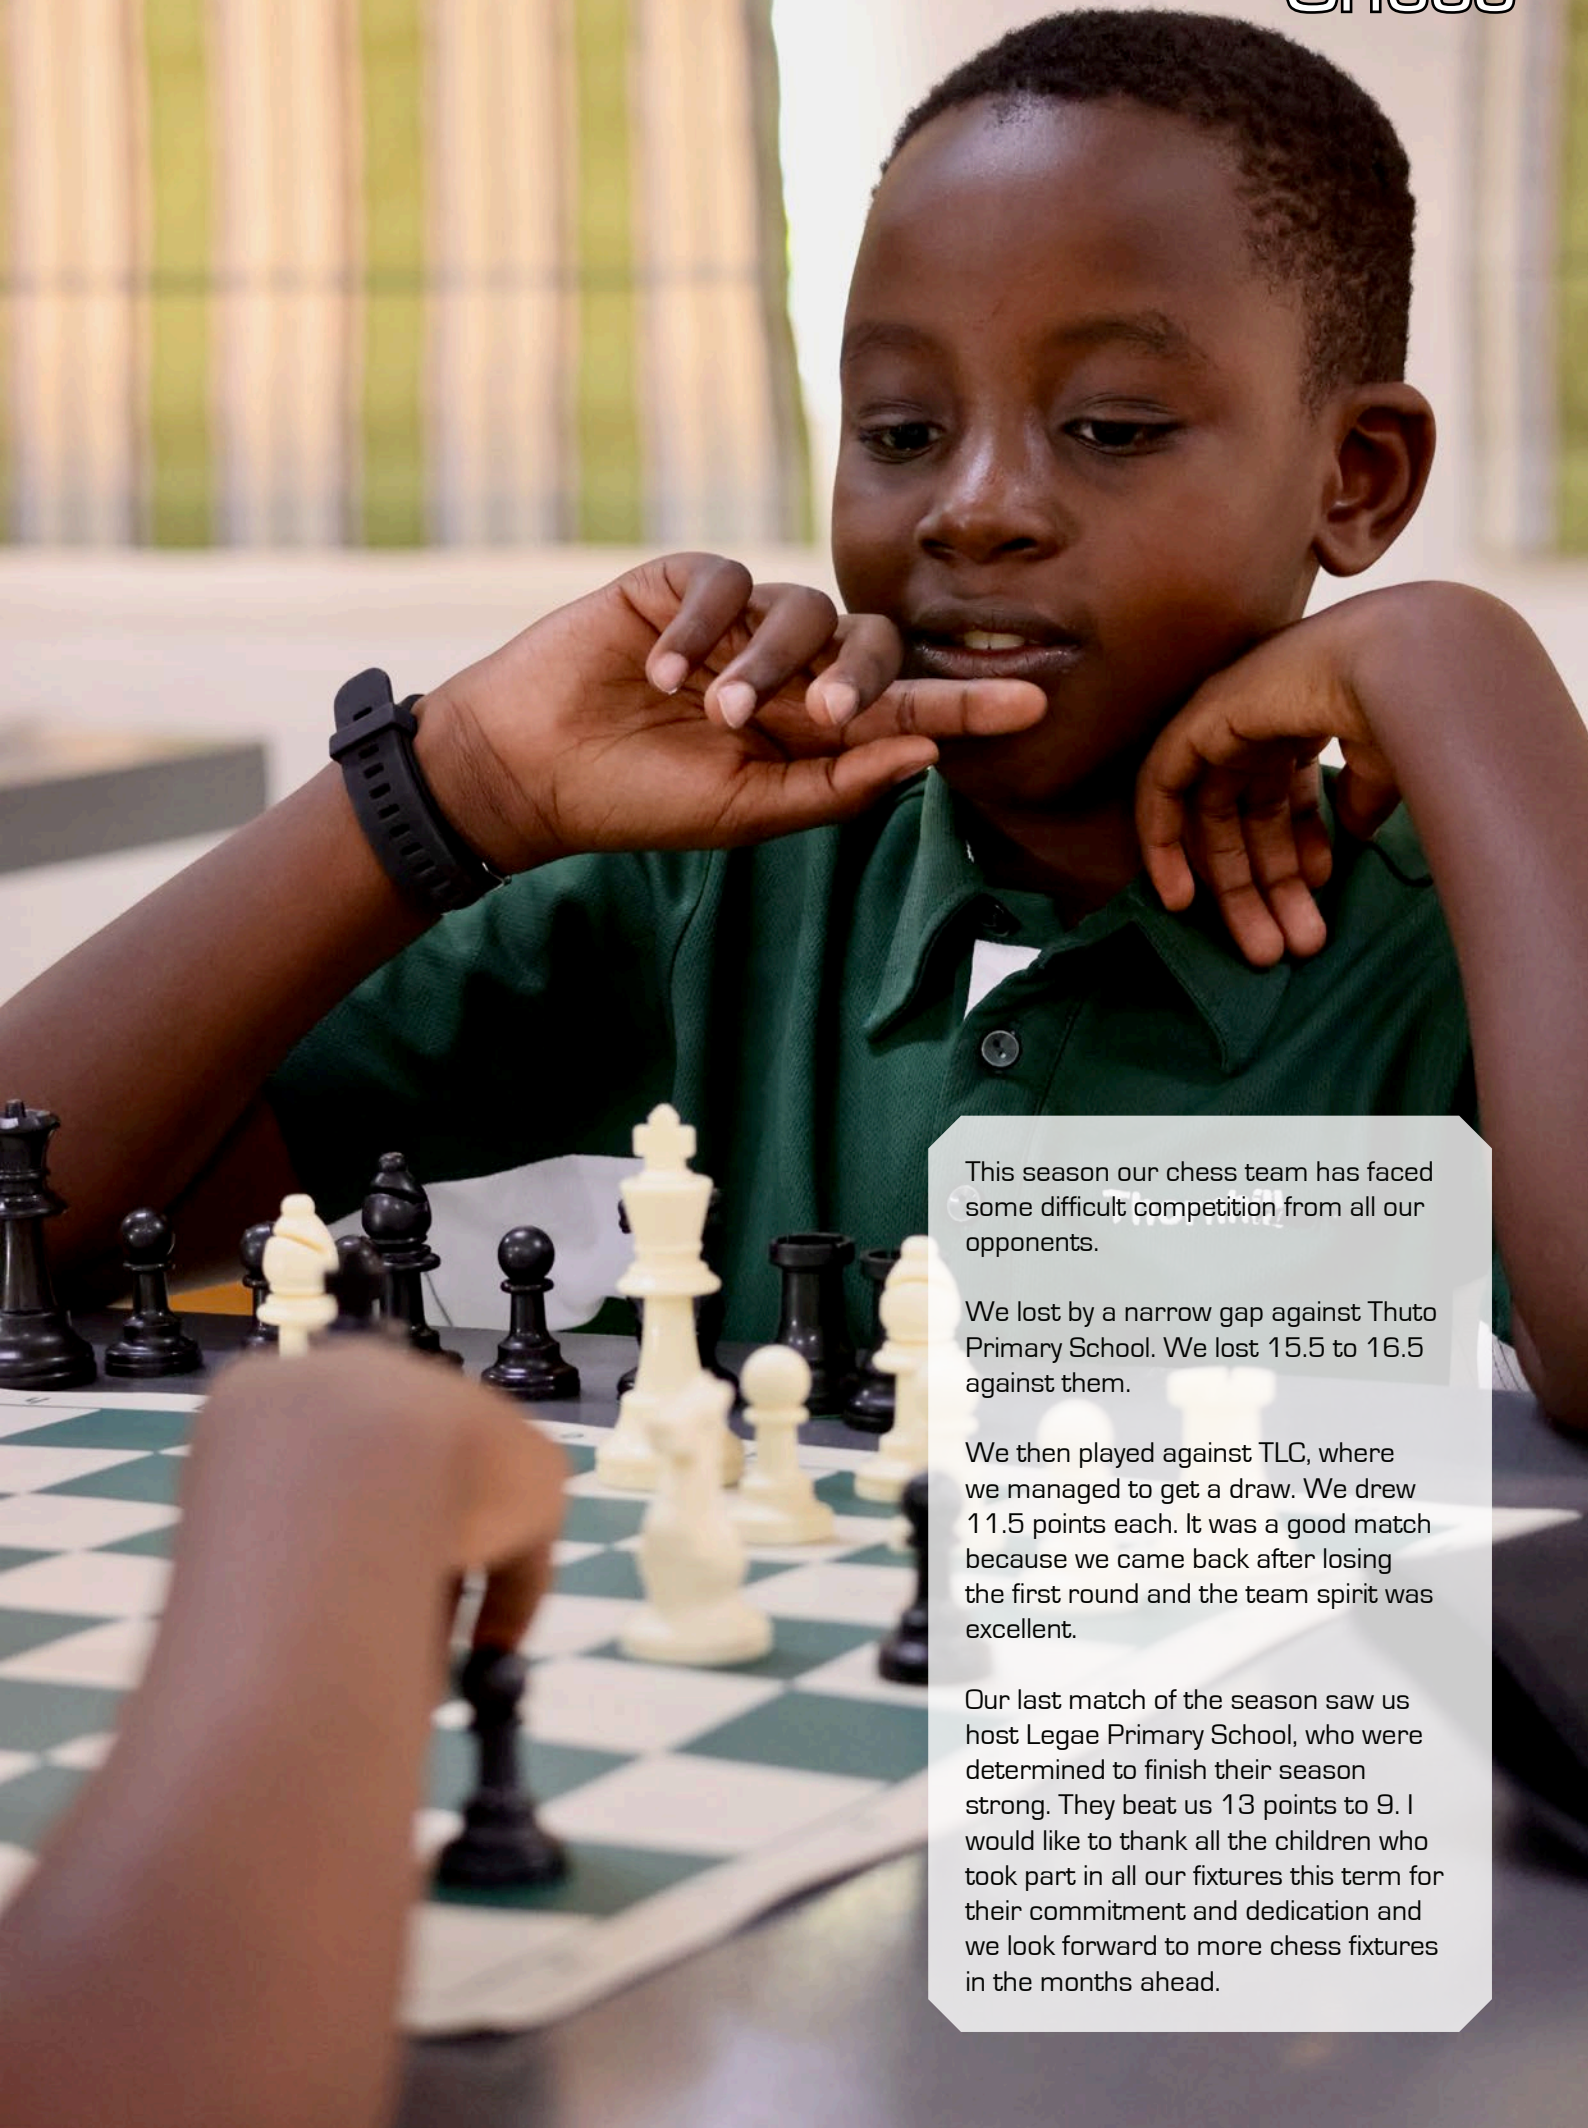 Chess
This season our chess team has faced
some difficult competition from all our
opponents.
We lost by a narrow gap against Thuto
Primary School. We lost 15.5 to 16.5
against them.
We then played against TLC, where
we managed to get a draw. We drew
11.5 points each. It was a good match
because we came back after losing
the first round and the team spirit was
excellent.
Our last match of the season saw us
host Legae Primary School, who were
determined to finish their season
strong. They beat us 13 points to 9. I
would like to thank all the children who
took part in all our fixtures this term for
their commitment and dedication and
we look forward to more chess fixtures
in the months ahead.
Thornhill